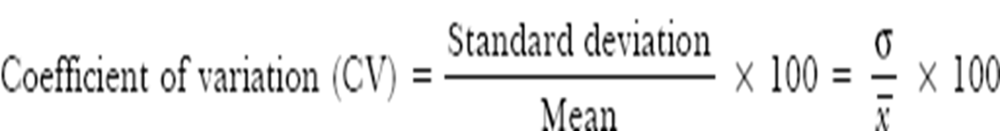 Coefficient of variation (CV) = Standard deviation / Mean × 100 = σ / x̄ × 100